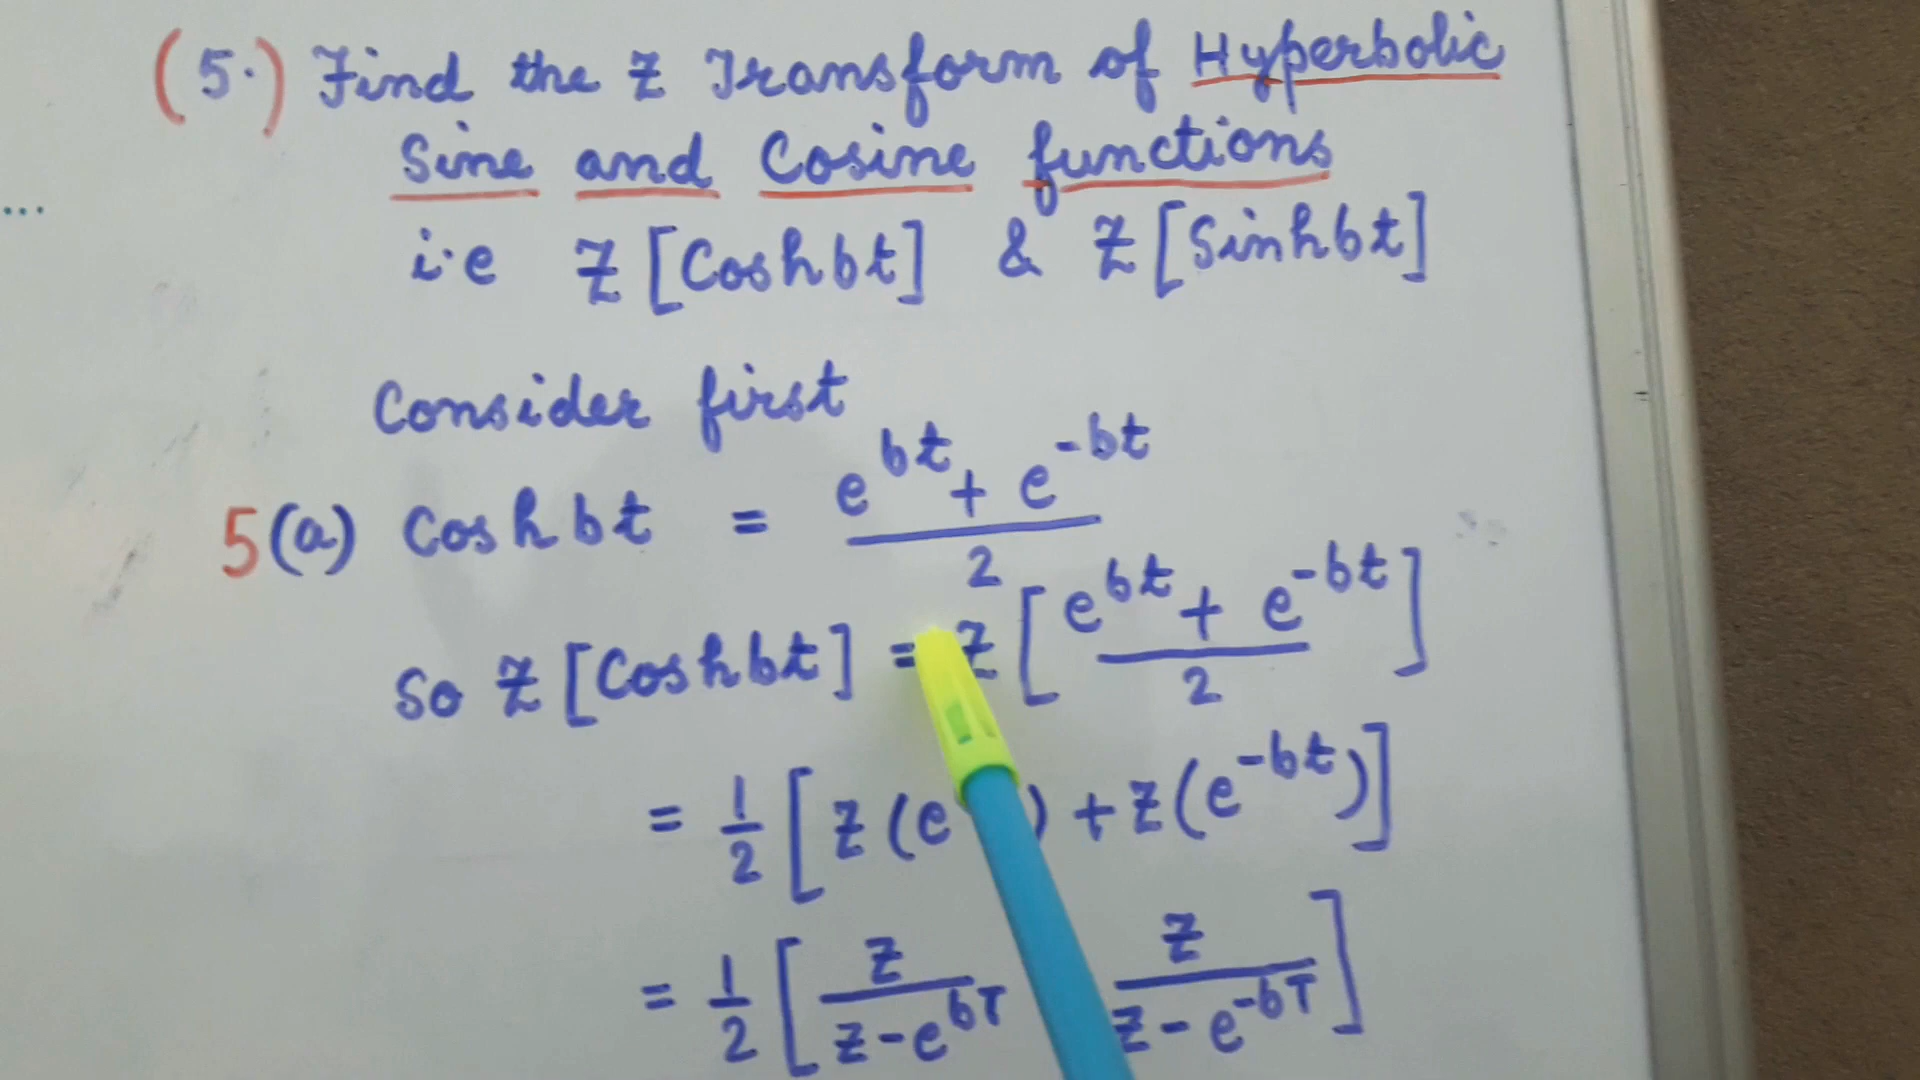 (5.) Find the Z Transform of Hyperbolic
Sine and Cosine functions
i.e Z [Coshbt] & Z [Sinhbt]
Consider first
5(a) Coshbt = (e^{bt} + e^{-bt})/2
So Z [Coshbt] = Z [(e^{bt} + e^{-bt})/2]
= 1/2 [Z(e ) + Z(e^{-bt})]
= 1/2 [z/(z-e^{bT}) z/(z-e^{-bT})]